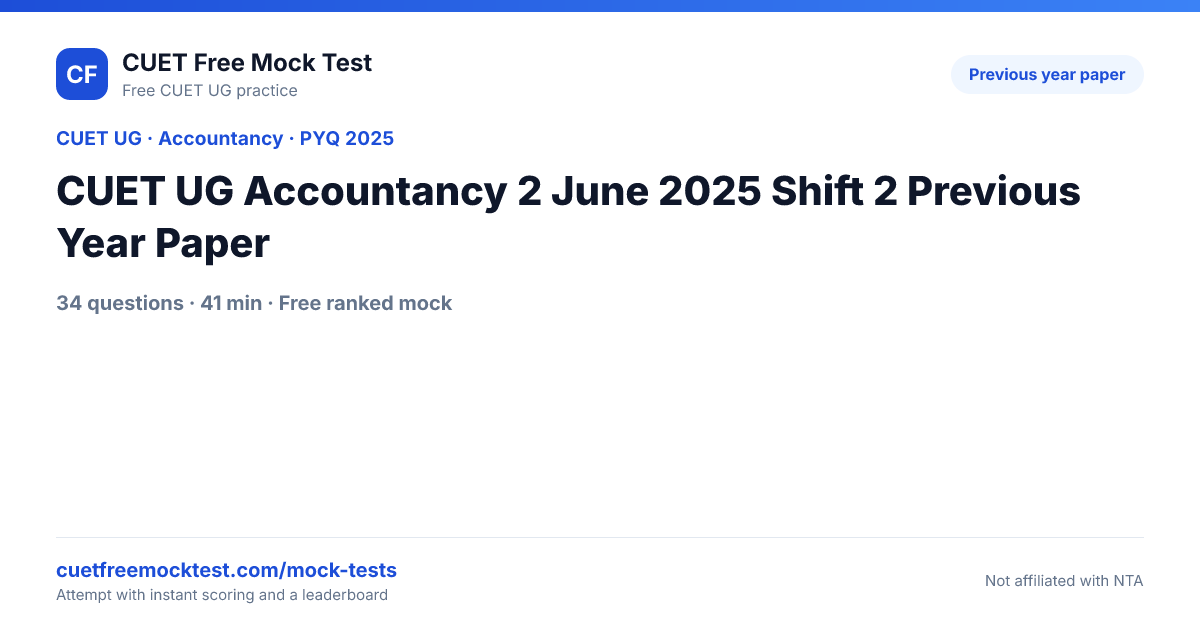 CF
CUET Free Mock Test
Free CUET UG practice
Previous year paper
CUET UG · Accountancy · PYQ 2025
CUET UG Accountancy 2 June 2025 Shift 2 Previous
Year Paper
34 questions · 41 min · Free ranked mock
cuetfreemocktest.com/mock-tests
Attempt with instant scoring and a leaderboard
Not affiliated with NTA